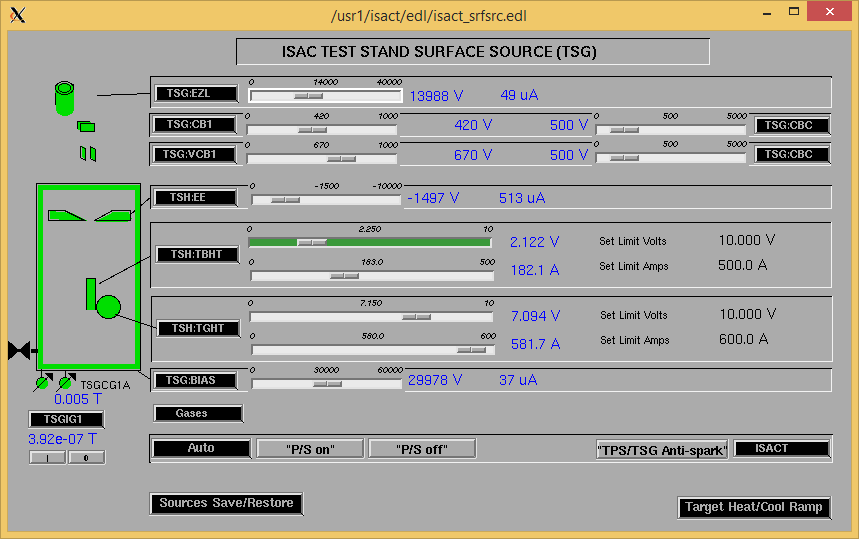 /usr1/isact/edl/isact_srfsrc.edl
ISAC TEST STAND SURFACE SOURCE (TSG)
0 14000 40000
TSG:EZL 13988 V 49 uA
0 420 1000 0 500 5000
TSG:CB1 420 V 500 V TSG:CBC
0 670 1000 0 500 5000
TSG:VCB1 670 V 500 V TSG:CBC
0 -1500 -10000
TSH:EE -1497 V 513 uA
0 2.250 10
2.122 V Set Limit Volts 10.000 V
TSH:TBHT
0 183.0 500
182.1 A Set Limit Amps 500.0 A
0 7.150 10
7.094 V Set Limit Volts 10.000 V
TSH:TGHT
0 580.0 600
581.7 A Set Limit Amps 600.0 A
0 30000 60000
TSG:BIAS 29978 V 37 uA
TSGCG1A
0.005 T
Gases
TSGIG1
3.92e-07 T
I 0
Auto "P/S on" "P/S off" "TPS/TSG Anti-spark" ISACT
Sources Save/Restore Target Heat/Cool Ramp